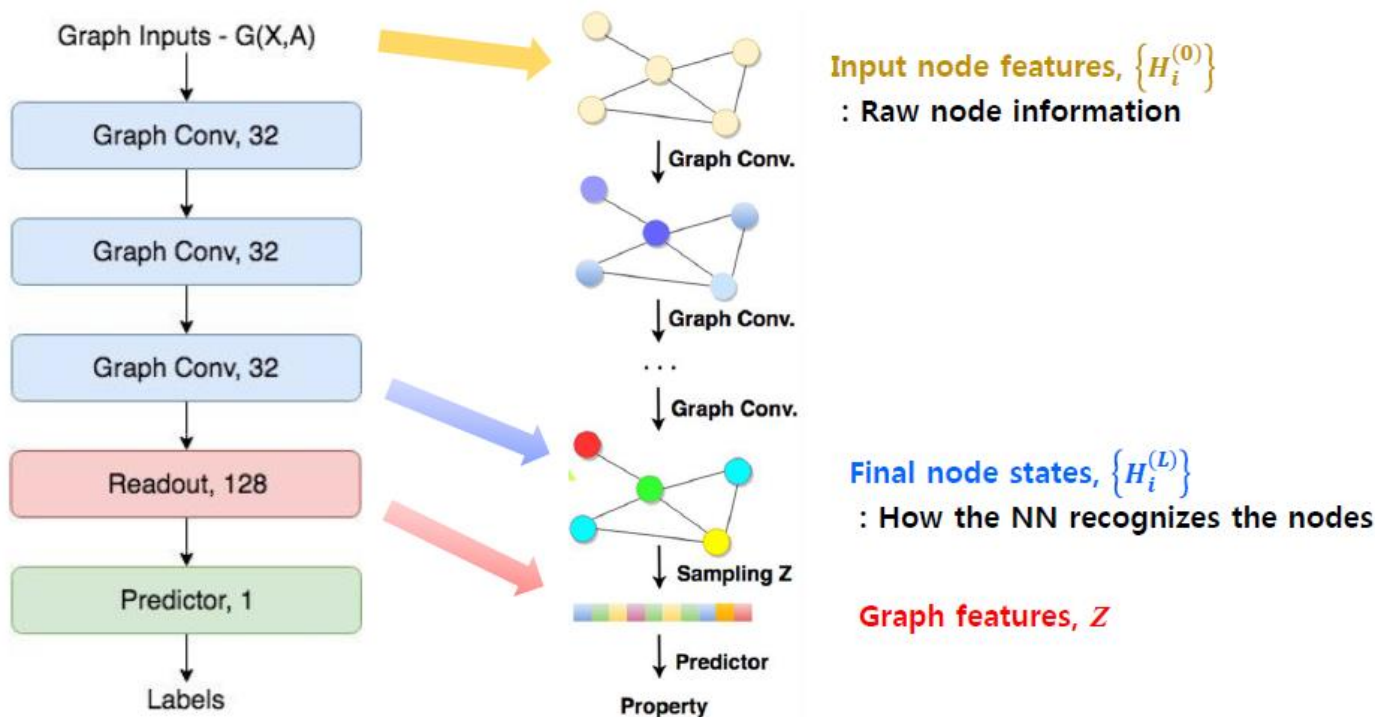 Graph Inputs - G(X,A)
Graph Conv, 32
Graph Conv, 32
Graph Conv, 32
Readout, 128
Predictor, 1
Labels
Graph Conv.
Graph Conv.
. . .
Graph Conv.
Sampling Z
Predictor
Property
Input node features, {H_i^(0)}
: Raw node information
Final node states, {H_i^(L)}
: How the NN recognizes the nodes
Graph features, Z